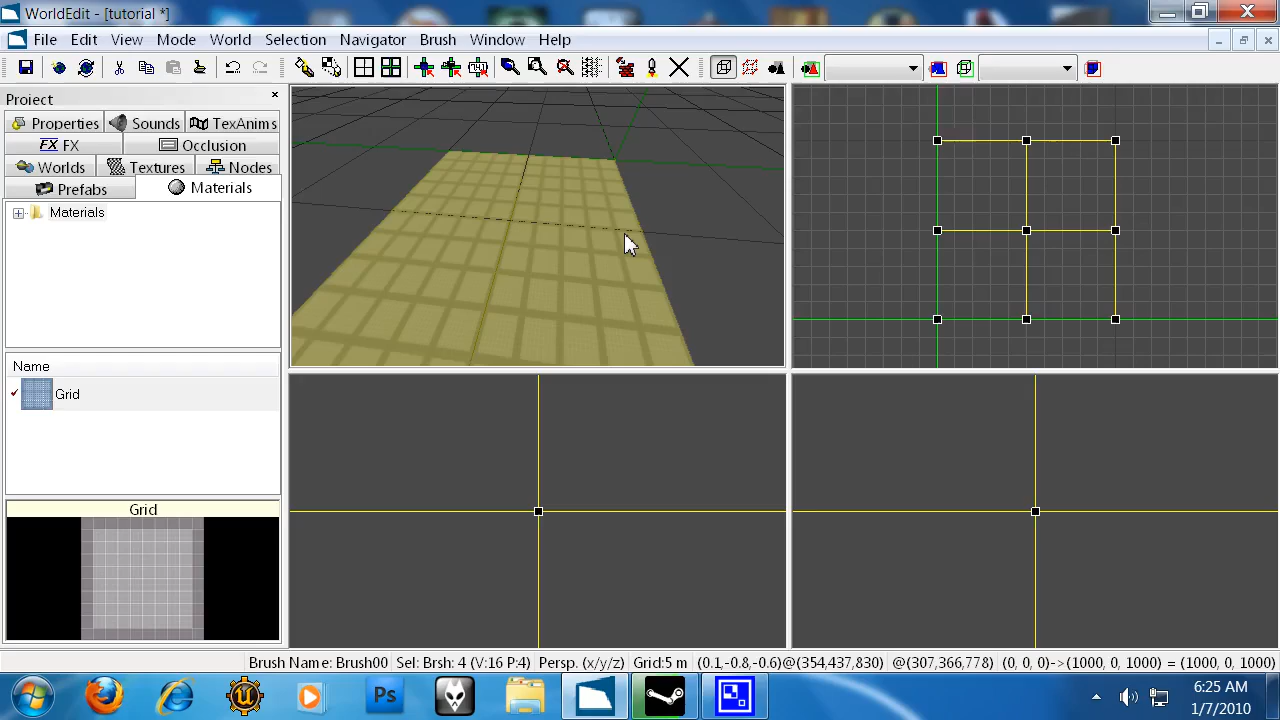 WorldEdit - [tutorial *]
File Edit View Mode World Selection Navigator Brush Window Help
Project
Properties Sounds TexAnims
FX FX Occlusion
Worlds Textures Nodes
Prefabs Materials
Materials
Name
Grid
Grid
Brush Name: Brush00 Sel: Brsh: 4 (V:16 P:4) Persp. (x/y/z) Grid:5 m (0.1,-0.8,-0.6)@(354,437,830) @(307,366,778) (0, 0, 0)->(1000, 0, 1000) = (1000, 0, 1000)
Ps
6:25 AM
1/7/2010